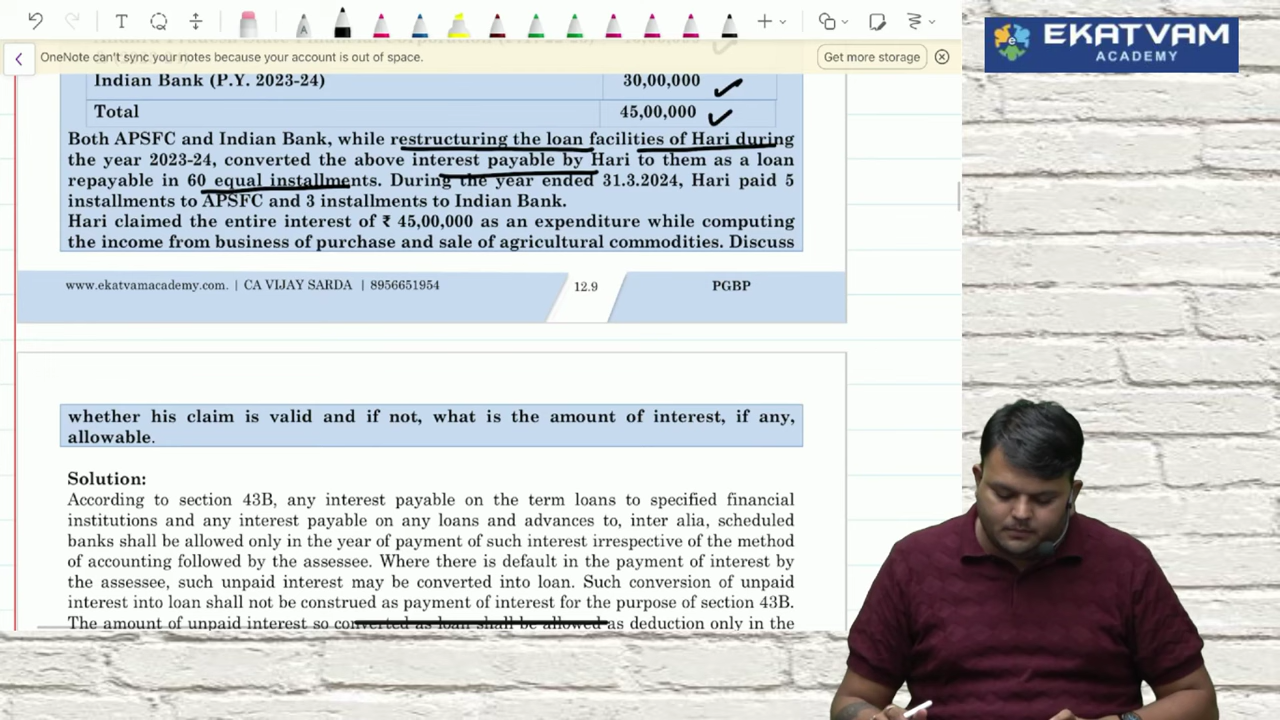 OneNote can't sync your notes because your account is out of space.
Get more storage
EKATVAM
ACADEMY
Indian Bank (P.Y. 2023-24) 30,00,000
Total 45,00,000
Both APSFC and Indian Bank, while restructuring the loan facilities of Hari during
the year 2023-24, converted the above interest payable by Hari to them as a loan
repayable in 60 equal installments. During the year ended 31.3.2024, Hari paid 5
installments to APSFC and 3 installments to Indian Bank.
Hari claimed the entire interest of ₹ 45,00,000 as an expenditure while computing
the income from business of purchase and sale of agricultural commodities. Discuss
www.ekatvamacademy.com. | CA VIJAY SARDA | 8956651954 12.9 PGBP
whether his claim is valid and if not, what is the amount of interest, if any,
allowable.
Solution:
According to section 43B, any interest payable on the term loans to specified financial
institutions and any interest payable on any loans and advances to, inter alia, scheduled
banks shall be allowed only in the year of payment of such interest irrespective of the method
of accounting followed by the assessee. Where there is default in the payment of interest by
the assessee, such unpaid interest may be converted into loan. Such conversion of unpaid
interest into loan shall not be construed as payment of interest for the purpose of section 43B.
The amount of unpaid interest so converted as loan shall be allowed as deduction only in the